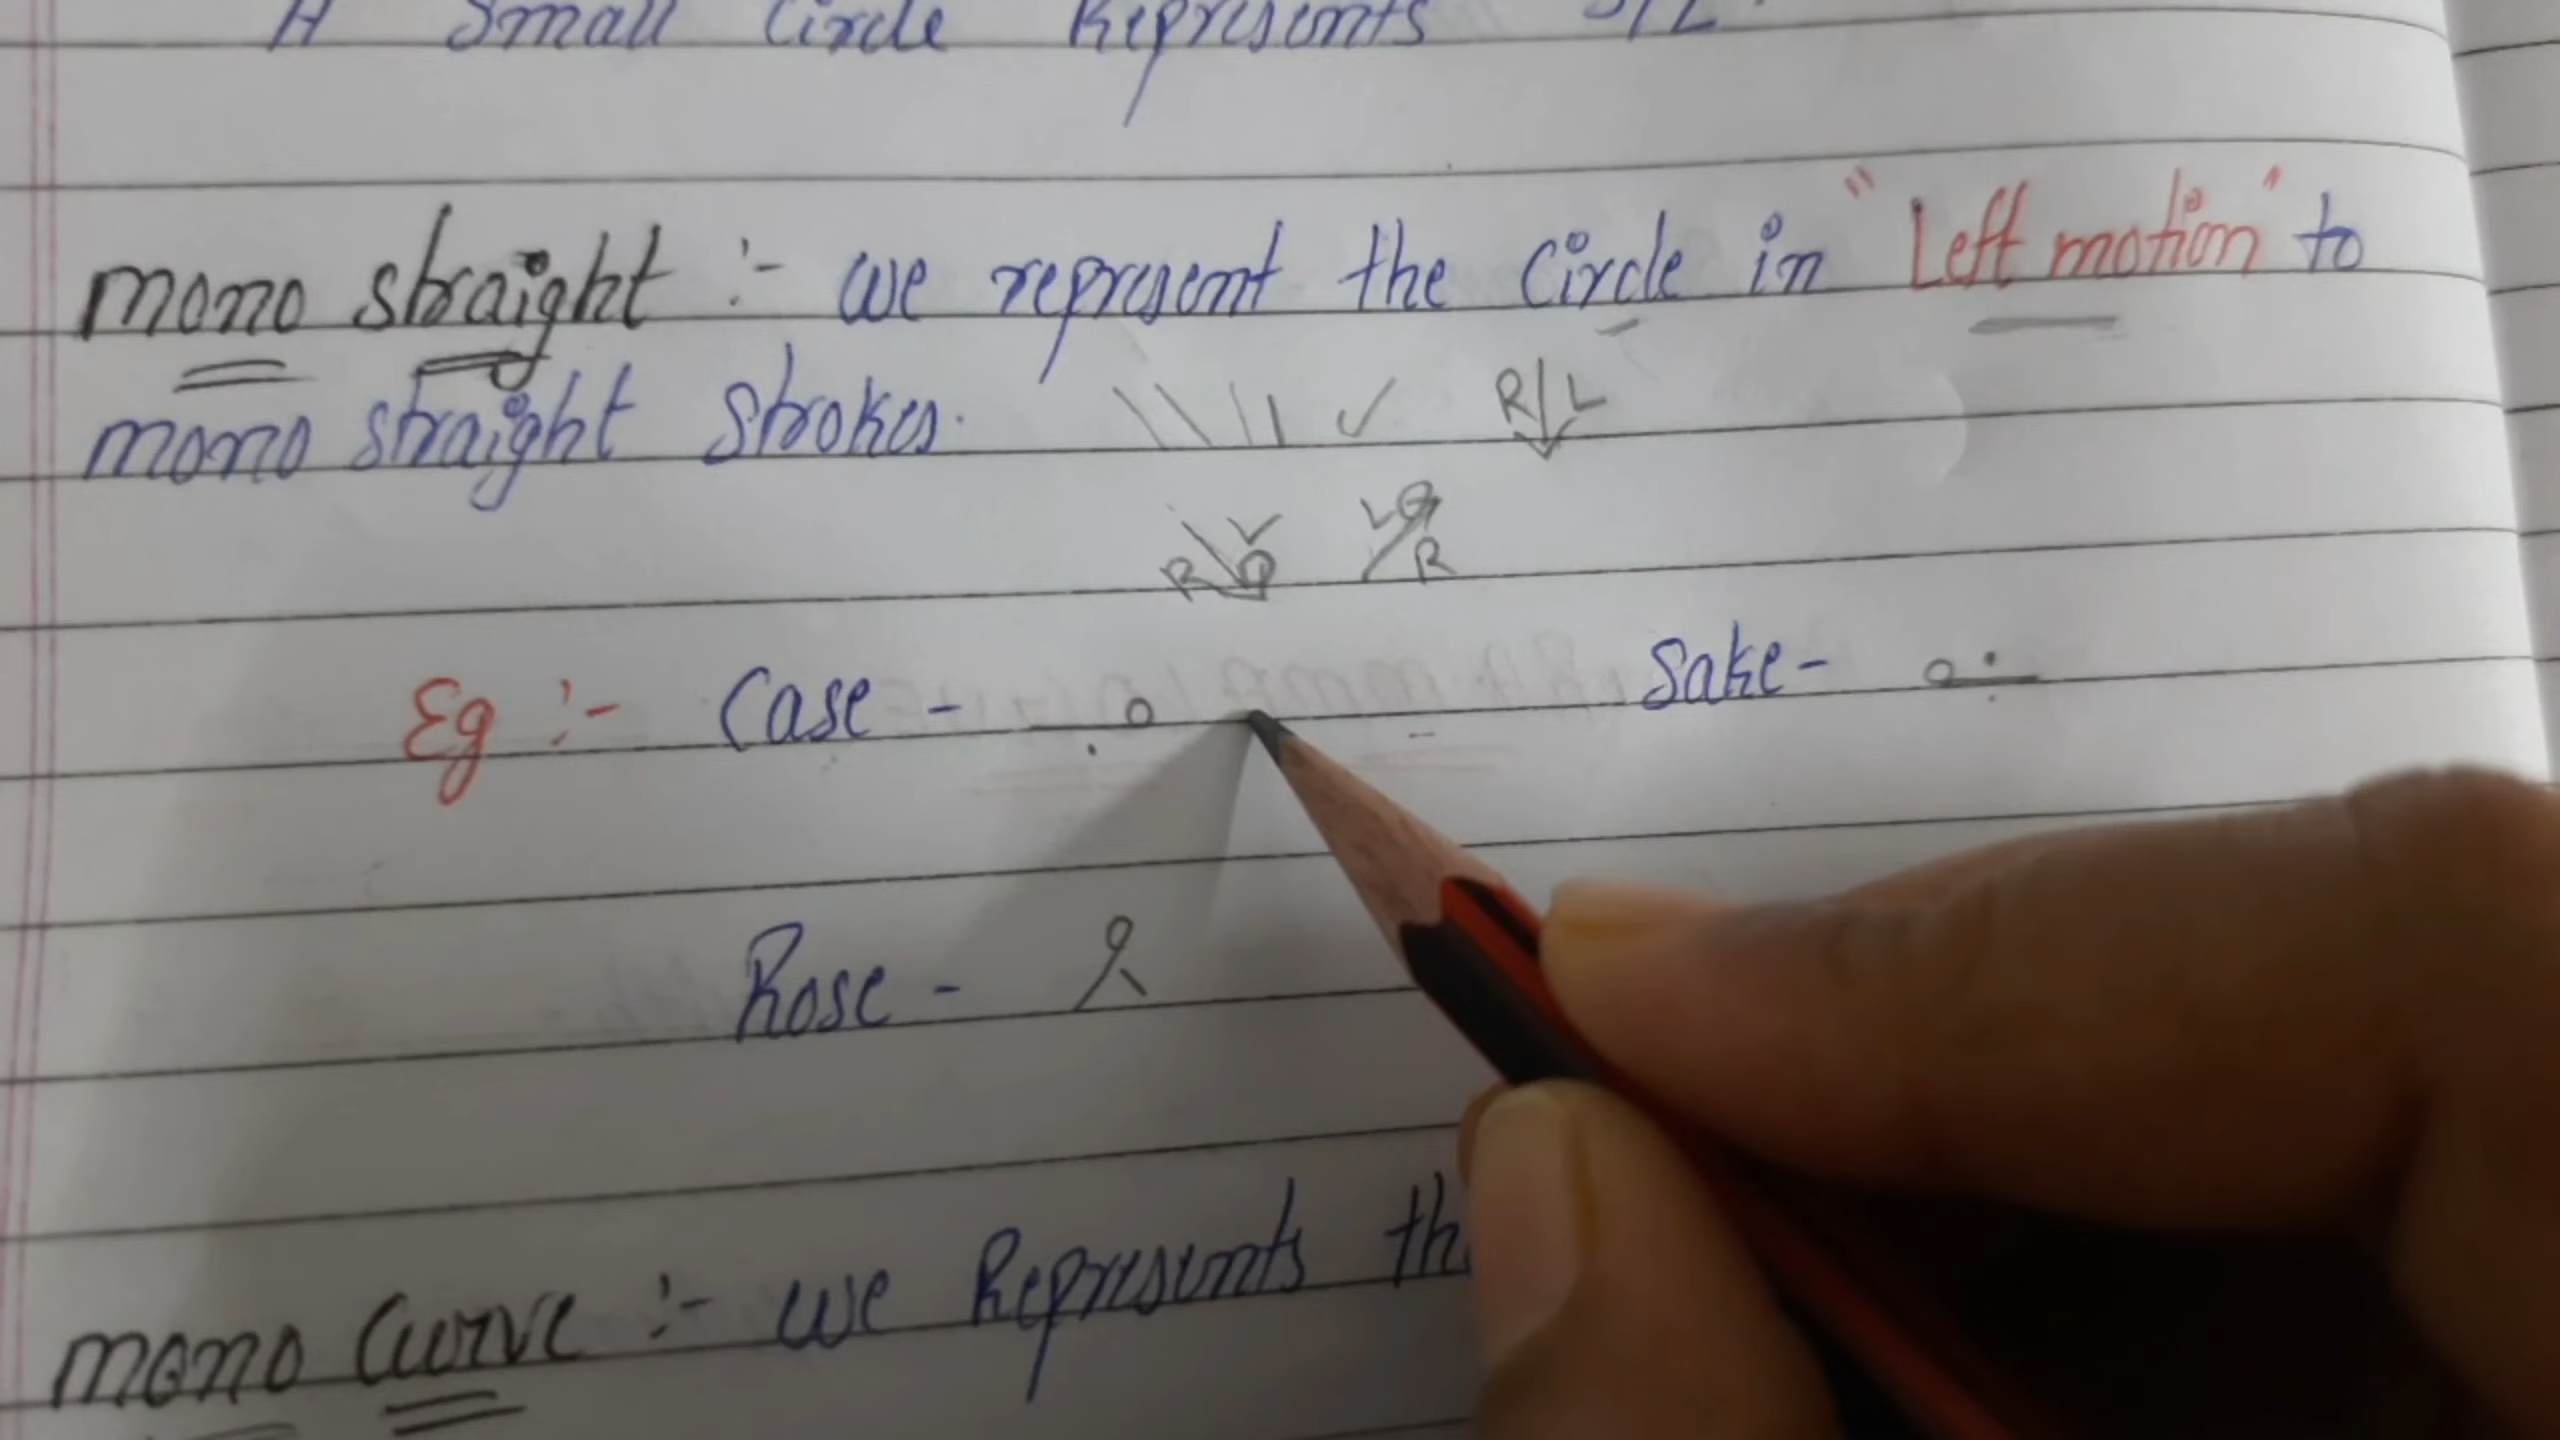 A Small Circle Represents S/Z.
mono straight :- we represent the circle in "Left motion" to
mono straight strokes. R L
R L L R
Eg :- Case - Sake -
Rose -
mono Curve :- we Represents th